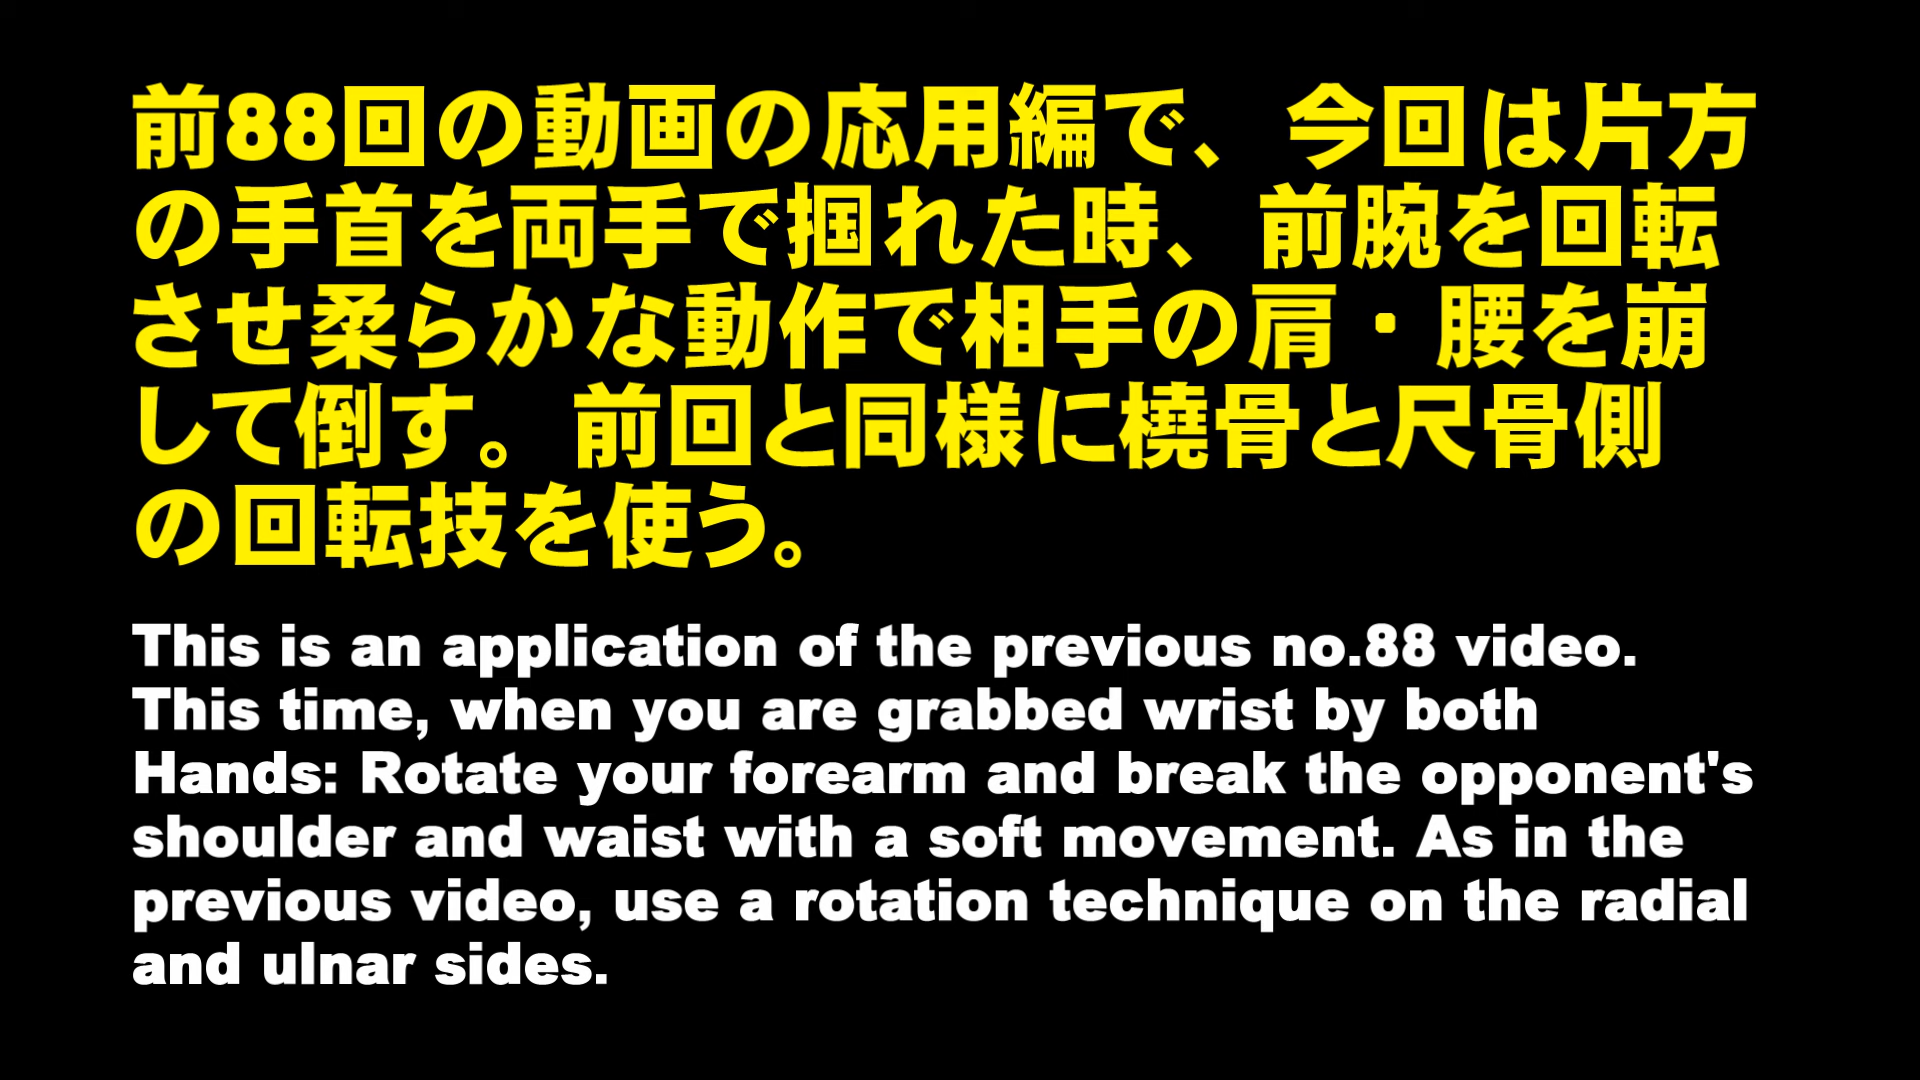 前88回の動画の応用編で、今回は片方
の手首を両手で掴れた時、前腕を回転
させ柔らかな動作で相手の肩・腰を崩
して倒す。前回と同様に橈骨と尺骨側
の回転技を使う。
This is an application of the previous no.88 video.
This time, when you are grabbed wrist by both
Hands: Rotate your forearm and break the opponent's
shoulder and waist with a soft movement. As in the
previous video, use a rotation technique on the radial
and ulnar sides.